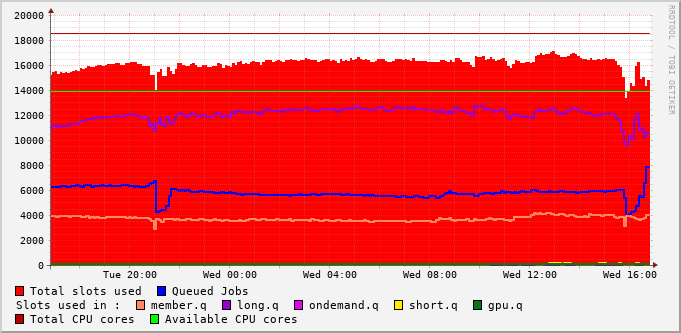 20000
18000
16000
14000
12000
10000
8000
6000
4000
2000
0
Tue 20:00 Wed 00:00 Wed 04:00 Wed 08:00 Wed 12:00 Wed 16:00
RRDTOOL / TOBI OETIKER
Total slots used Queued Jobs
Slots used in : member.q long.q ondemand.q short.q gpu.q
Total CPU cores Available CPU cores